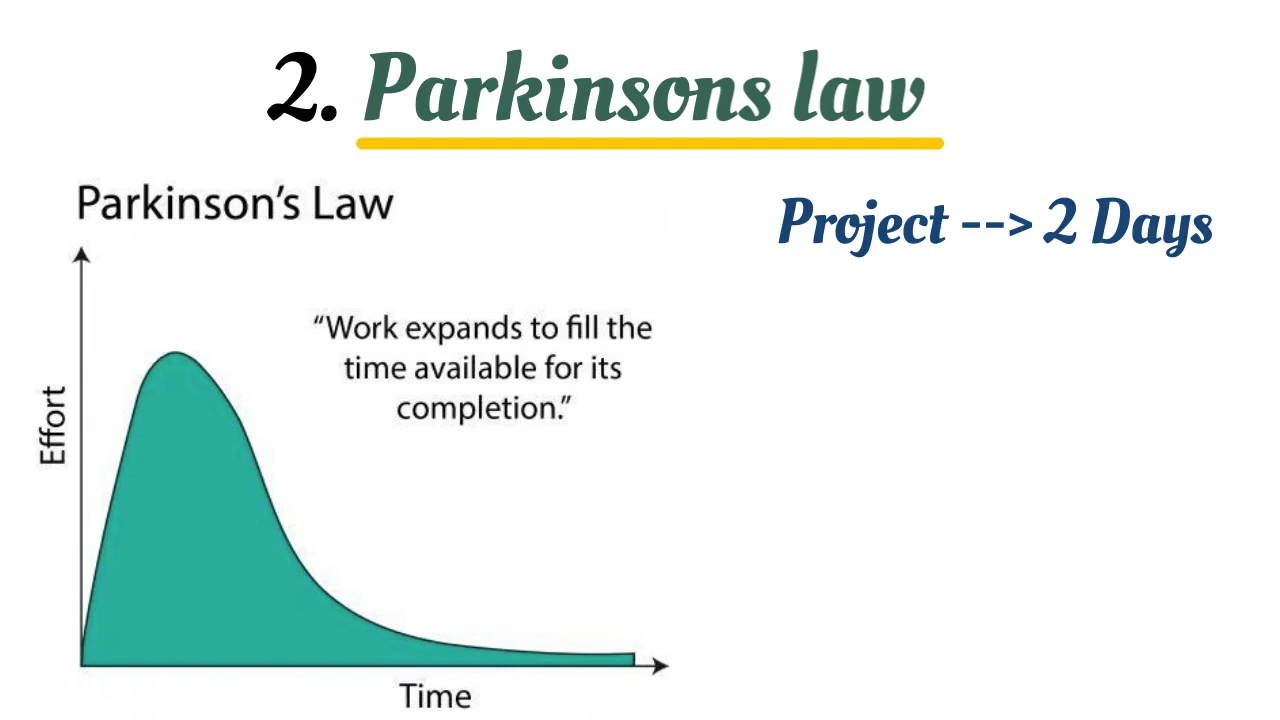 2. Parkinsons law
Parkinson’s Law
Project --> 2 Days
“Work expands to fill the
time available for its
completion.”
Effort
Time